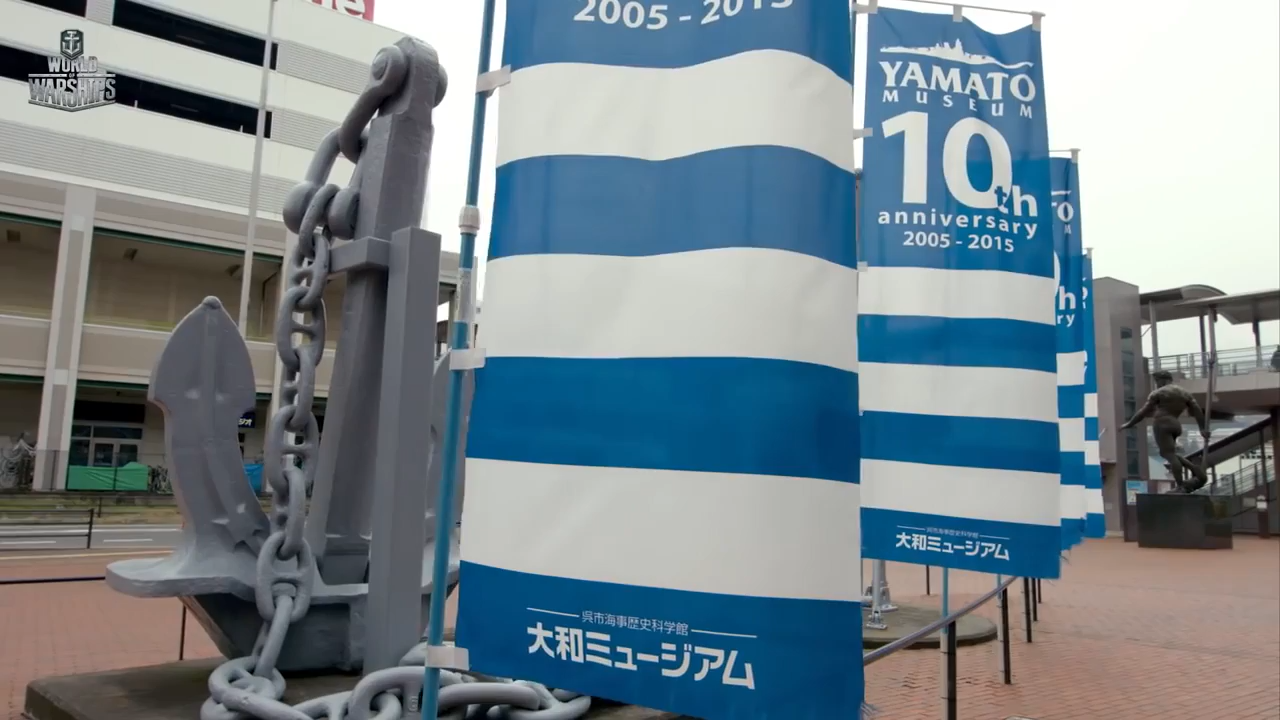 WORLD
OF
WARSHIPS
2005 - 2015
呉市海事歴史科学館
大和ミュージアム
YAMATO
MUSEUM
10th
anniversary
2005 - 2015
呉市海事歴史科学館
大和ミュージアム